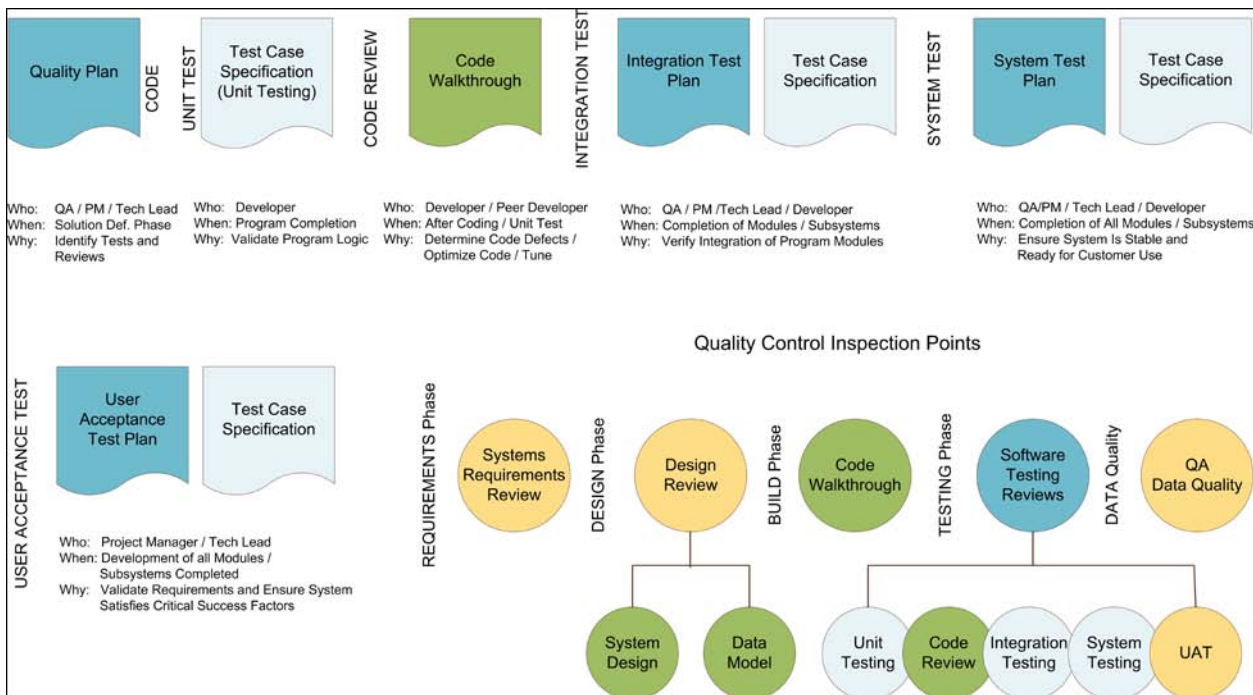 Quality Plan
CODE
UNIT TEST
Test Case
Specification
(Unit Testing)
CODE REVIEW
Code
Walkthrough
INTEGRATION TEST
Integration Test
Plan
Test Case
Specification
SYSTEM TEST
System Test
Plan
Test Case
Specification
Who: QA / PM / Tech Lead
When: Solution Def. Phase
Why: Identify Tests and
Reviews
Who: Developer
When: Program Completion
Why: Validate Program Logic
Who: Developer / Peer Developer
When: After Coding / Unit Test
Why: Determine Code Defects /
Optimize Code / Tune
Who: QA / PM /Tech Lead / Developer
When: Completion of Modules / Subsystems
Why: Verify Integration of Program Modules
Who: QA/PM / Tech Lead / Developer
When: Completion of All Modules / Subsystems
Why: Ensure System Is Stable and
Ready for Customer Use
USER ACCEPTANCE TEST
User
Acceptance
Test Plan
Test Case
Specification
Who: Project Manager / Tech Lead
When: Development of all Modules /
Subsystems Completed
Why: Validate Requirements and Ensure System
Satisfies Critical Success Factors
Quality Control Inspection Points
REQUIREMENTS Phase
Systems
Requirements
Review
DESIGN Phase
Design
Review
BUILD Phase
Code
Walkthrough
TESTING Phase
Software
Testing
Reviews
DATA Quality
QA
Data Quality
System
Design
Data
Model
Unit
Testing
Code
Review
Integration
Testing
System
Testing
UAT